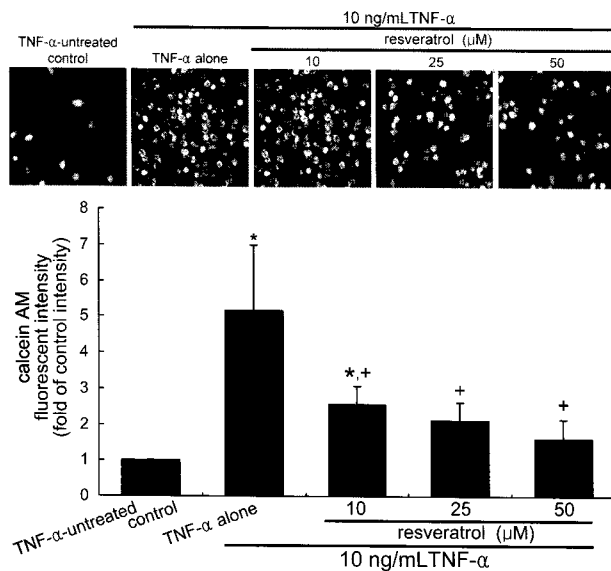 10 ng/mLTNF-α
TNF-α-untreated
control
TNF-α alone
resveratrol (μM)
10
25
50
calcein AM
fluorescent intensity
(fold of control intensity)
8
7
6
5
4
3
2
1
0
*
*,+
+
+
TNF-α-untreated
control
TNF-α alone
10
25
50
resveratrol (μM)
10 ng/mLTNF-α